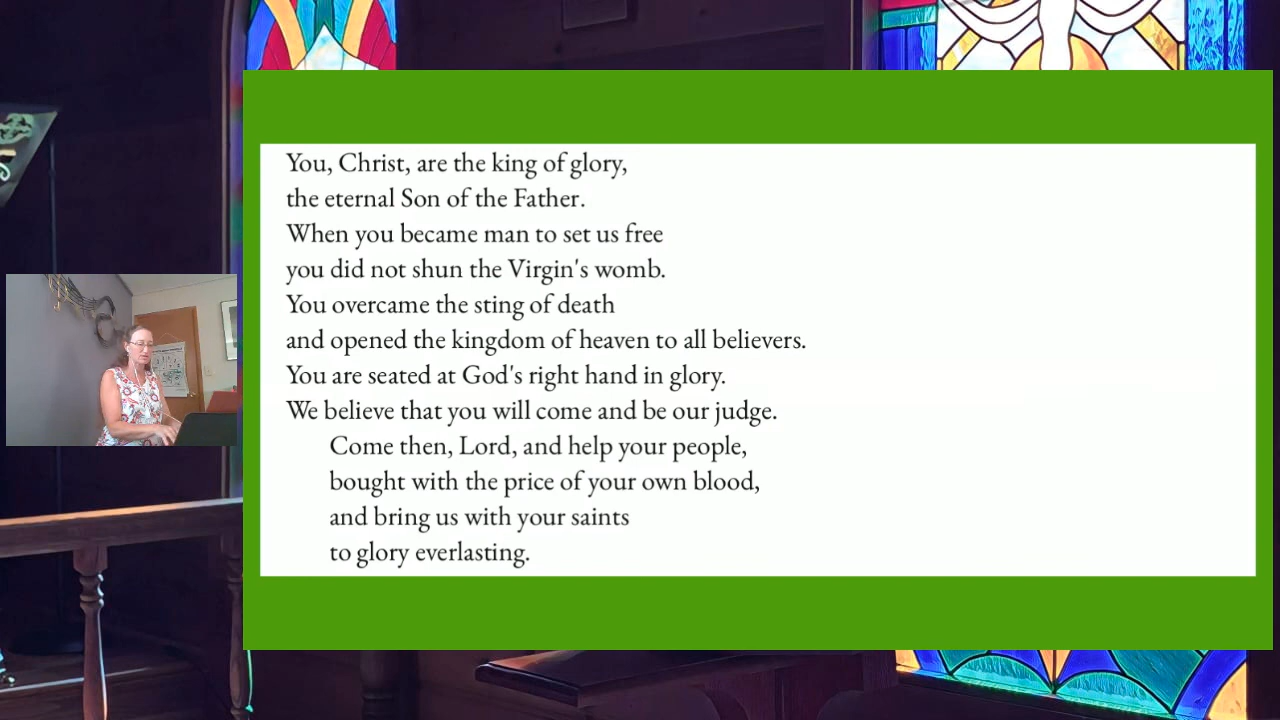 You, Christ, are the king of glory,
the eternal Son of the Father.
When you became man to set us free
you did not shun the Virgin's womb.
You overcame the sting of death
and opened the kingdom of heaven to all believers.
You are seated at God's right hand in glory.
We believe that you will come and be our judge.
Come then, Lord, and help your people,
bought with the price of your own blood,
and bring us with your saints
to glory everlasting.